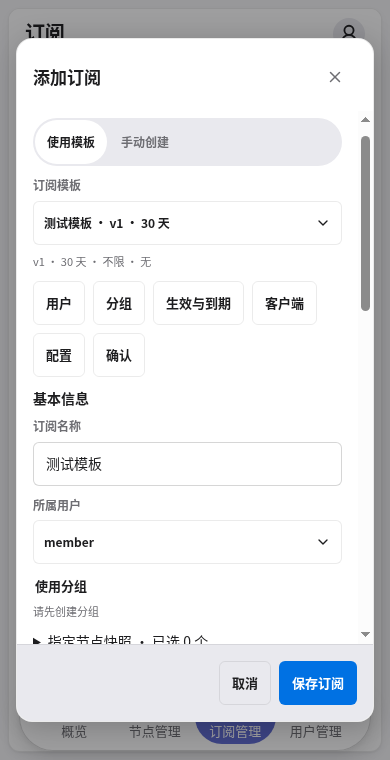 订阅
添加订阅
使用模板 手动创建
订阅模板
测试模板 · v1 · 30 天
v1 · 30 天 · 不限 · 无
用户 分组 生效与到期 客户端
配置 确认
基本信息
订阅名称
测试模板
所属用户
member
使用分组
请先创建分组
▶ 指定节点快照 · 已选 0 个
取消 保存订阅
概览 节点管理 订阅管理 用户管理